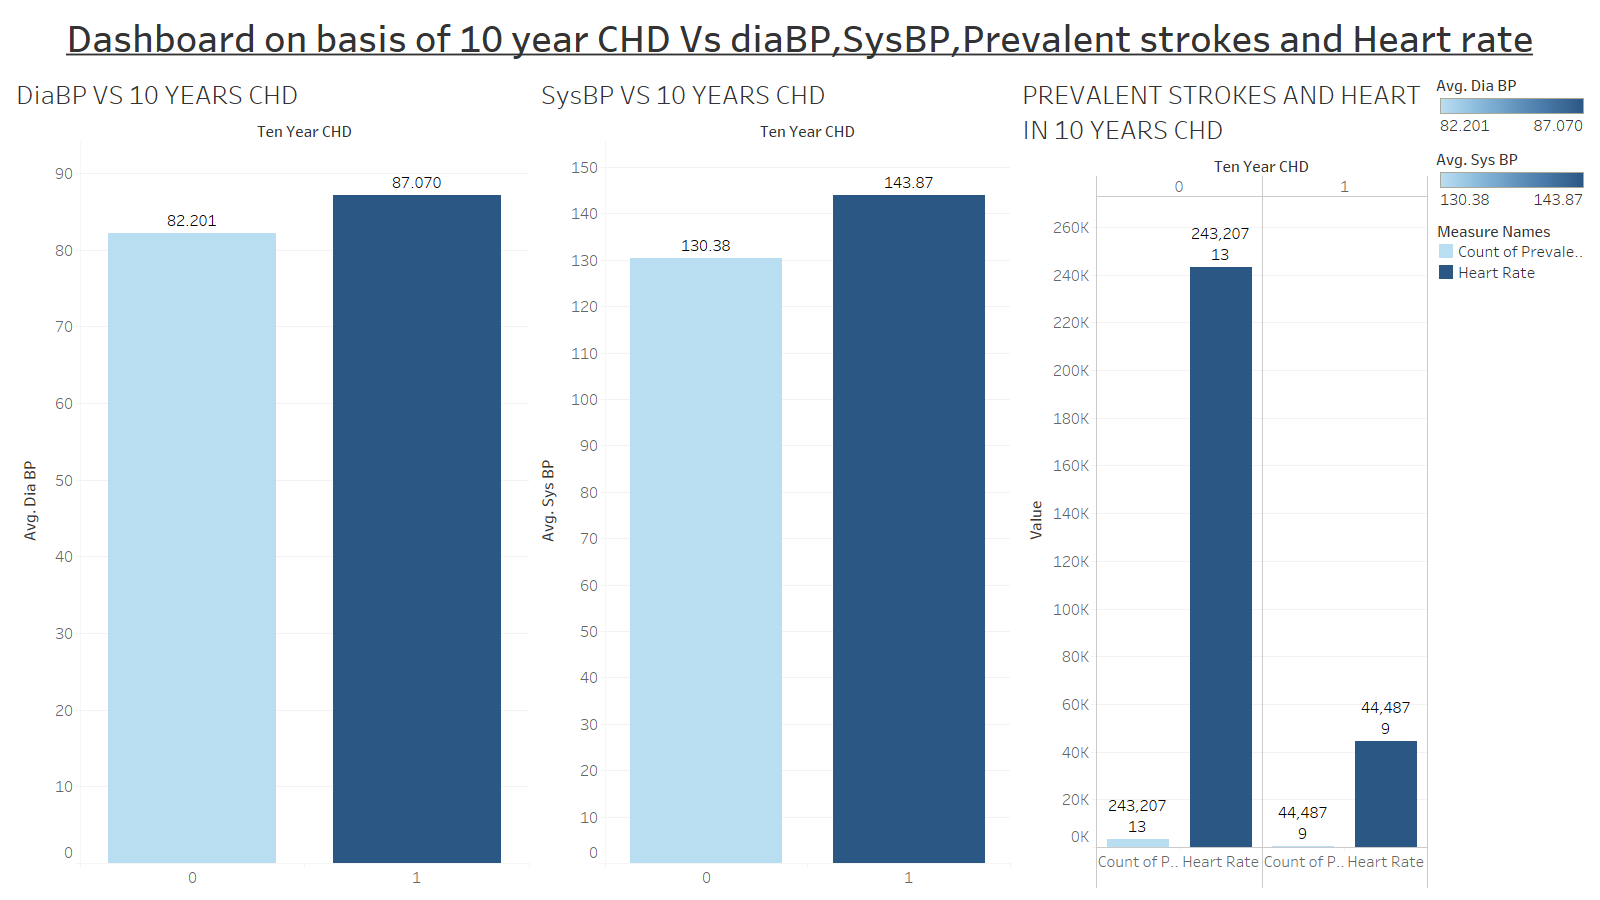 Dashboard on basis of 10 year CHD Vs diaBP,SysBP,Prevalent strokes and Heart rate
DiaBP VS 10 YEARS CHD
Ten Year CHD
Avg. Dia BP
90
80
70
60
50
40
30
20
10
0
82.201
87.070
0
1
SysBP VS 10 YEARS CHD
Ten Year CHD
Avg. Sys BP
150
140
130
120
110
100
90
80
70
60
50
40
30
20
10
0
130.38
143.87
0
1
PREVALENT STROKES AND HEART
IN 10 YEARS CHD
Ten Year CHD
0
1
Value
260K
240K
220K
200K
180K
160K
140K
120K
100K
80K
60K
40K
20K
0K
243,207
13
243,207
13
44,487
9
44,487
9
Count of P..
Heart Rate
Count of P..
Heart Rate
Avg. Dia BP
82.201
87.070
Avg. Sys BP
130.38
143.87
Measure Names
Count of Prevale..
Heart Rate